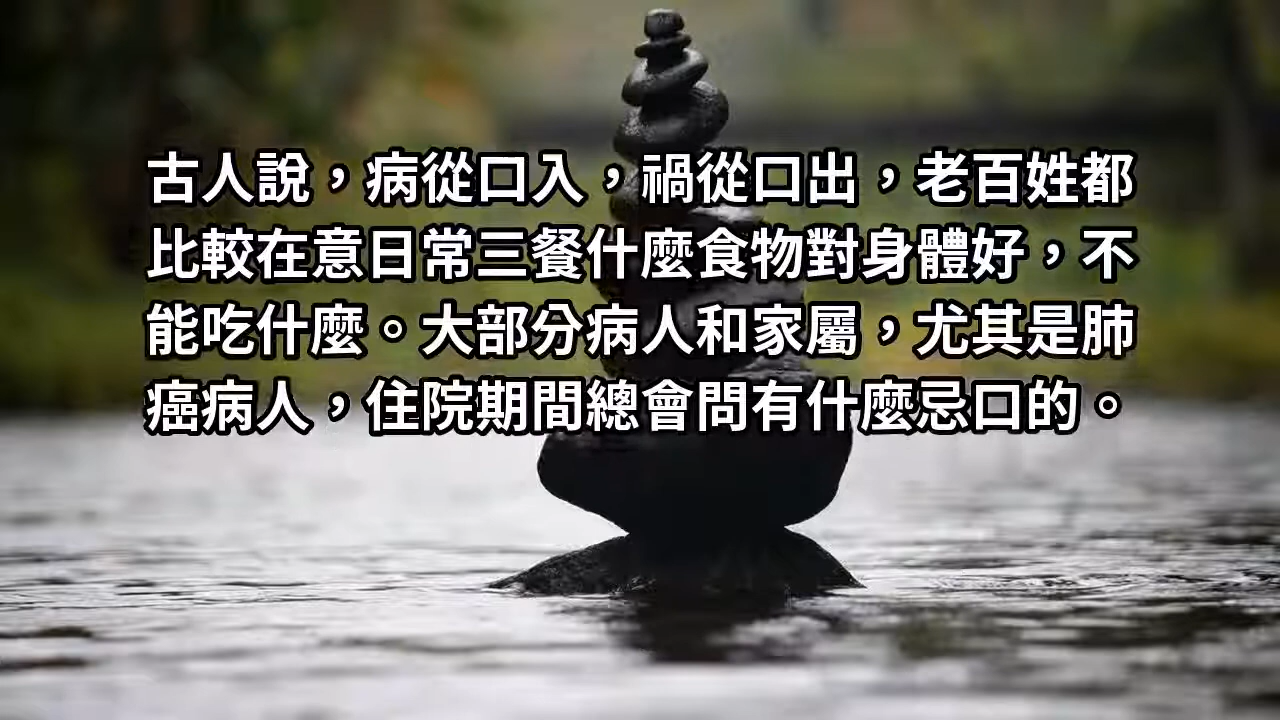 古人說，病從口入，禍從口出，老百姓都
比較在意日常三餐什麼食物對身體好，不
能吃什麼。大部分病人和家屬，尤其是肺
癌病人，住院期間總會問有什麼忌口的。